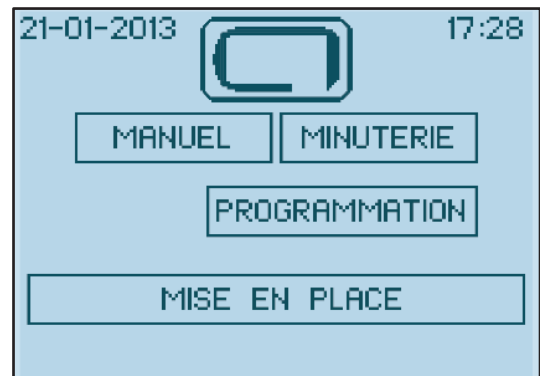 21-01-2013 17:28
MANUEL MINUTERIE
PROGRAMMATION
MISE EN PLACE